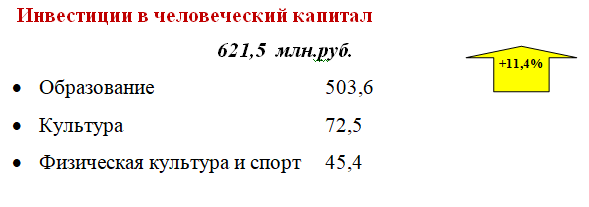 Инвестиции в человеческий капитал
621,5 млн.руб.
+11,4%
• Образование 503,6
• Культура 72,5
• Физическая культура и спорт 45,4